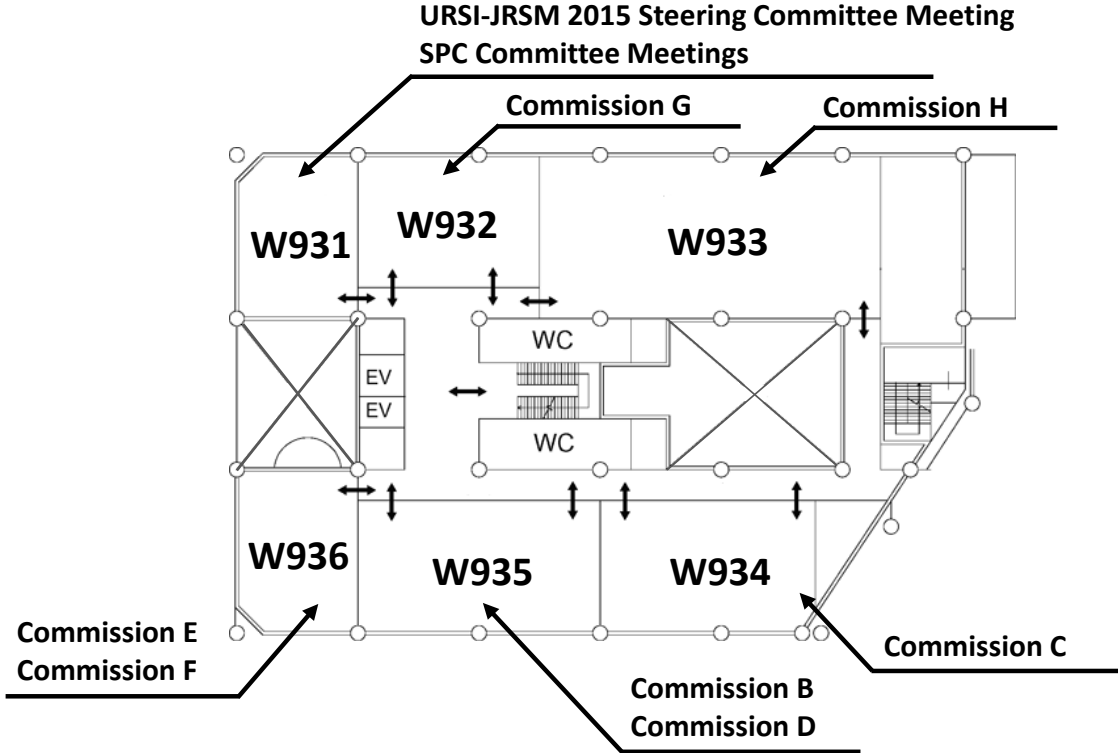 URSI-JRSM 2015 Steering Committee Meeting
SPC Committee Meetings
Commission G
Commission H
W931
W932
W933
WC
EV
EV
WC
W936
W935
W934
Commission E
Commission F
Commission B
Commission D
Commission C